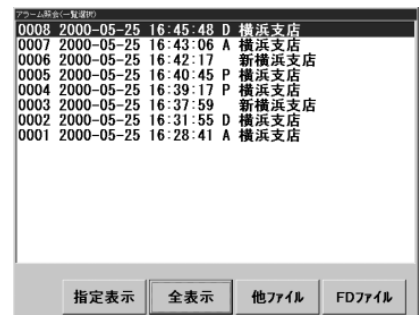 アラーム照会(一覧選択)
0008 2000-05-25 16:45:48 D 横浜支店
0007 2000-05-25 16:43:06 A 横浜支店
0006 2000-05-25 16:42:17 新横浜支店
0005 2000-05-25 16:40:45 P 横浜支店
0004 2000-05-25 16:39:17 P 横浜支店
0003 2000-05-25 16:37:59 新横浜支店
0002 2000-05-25 16:31:55 D 横浜支店
0001 2000-05-25 16:28:41 A 横浜支店
指定表示 全表示 他ファイル FDファイル